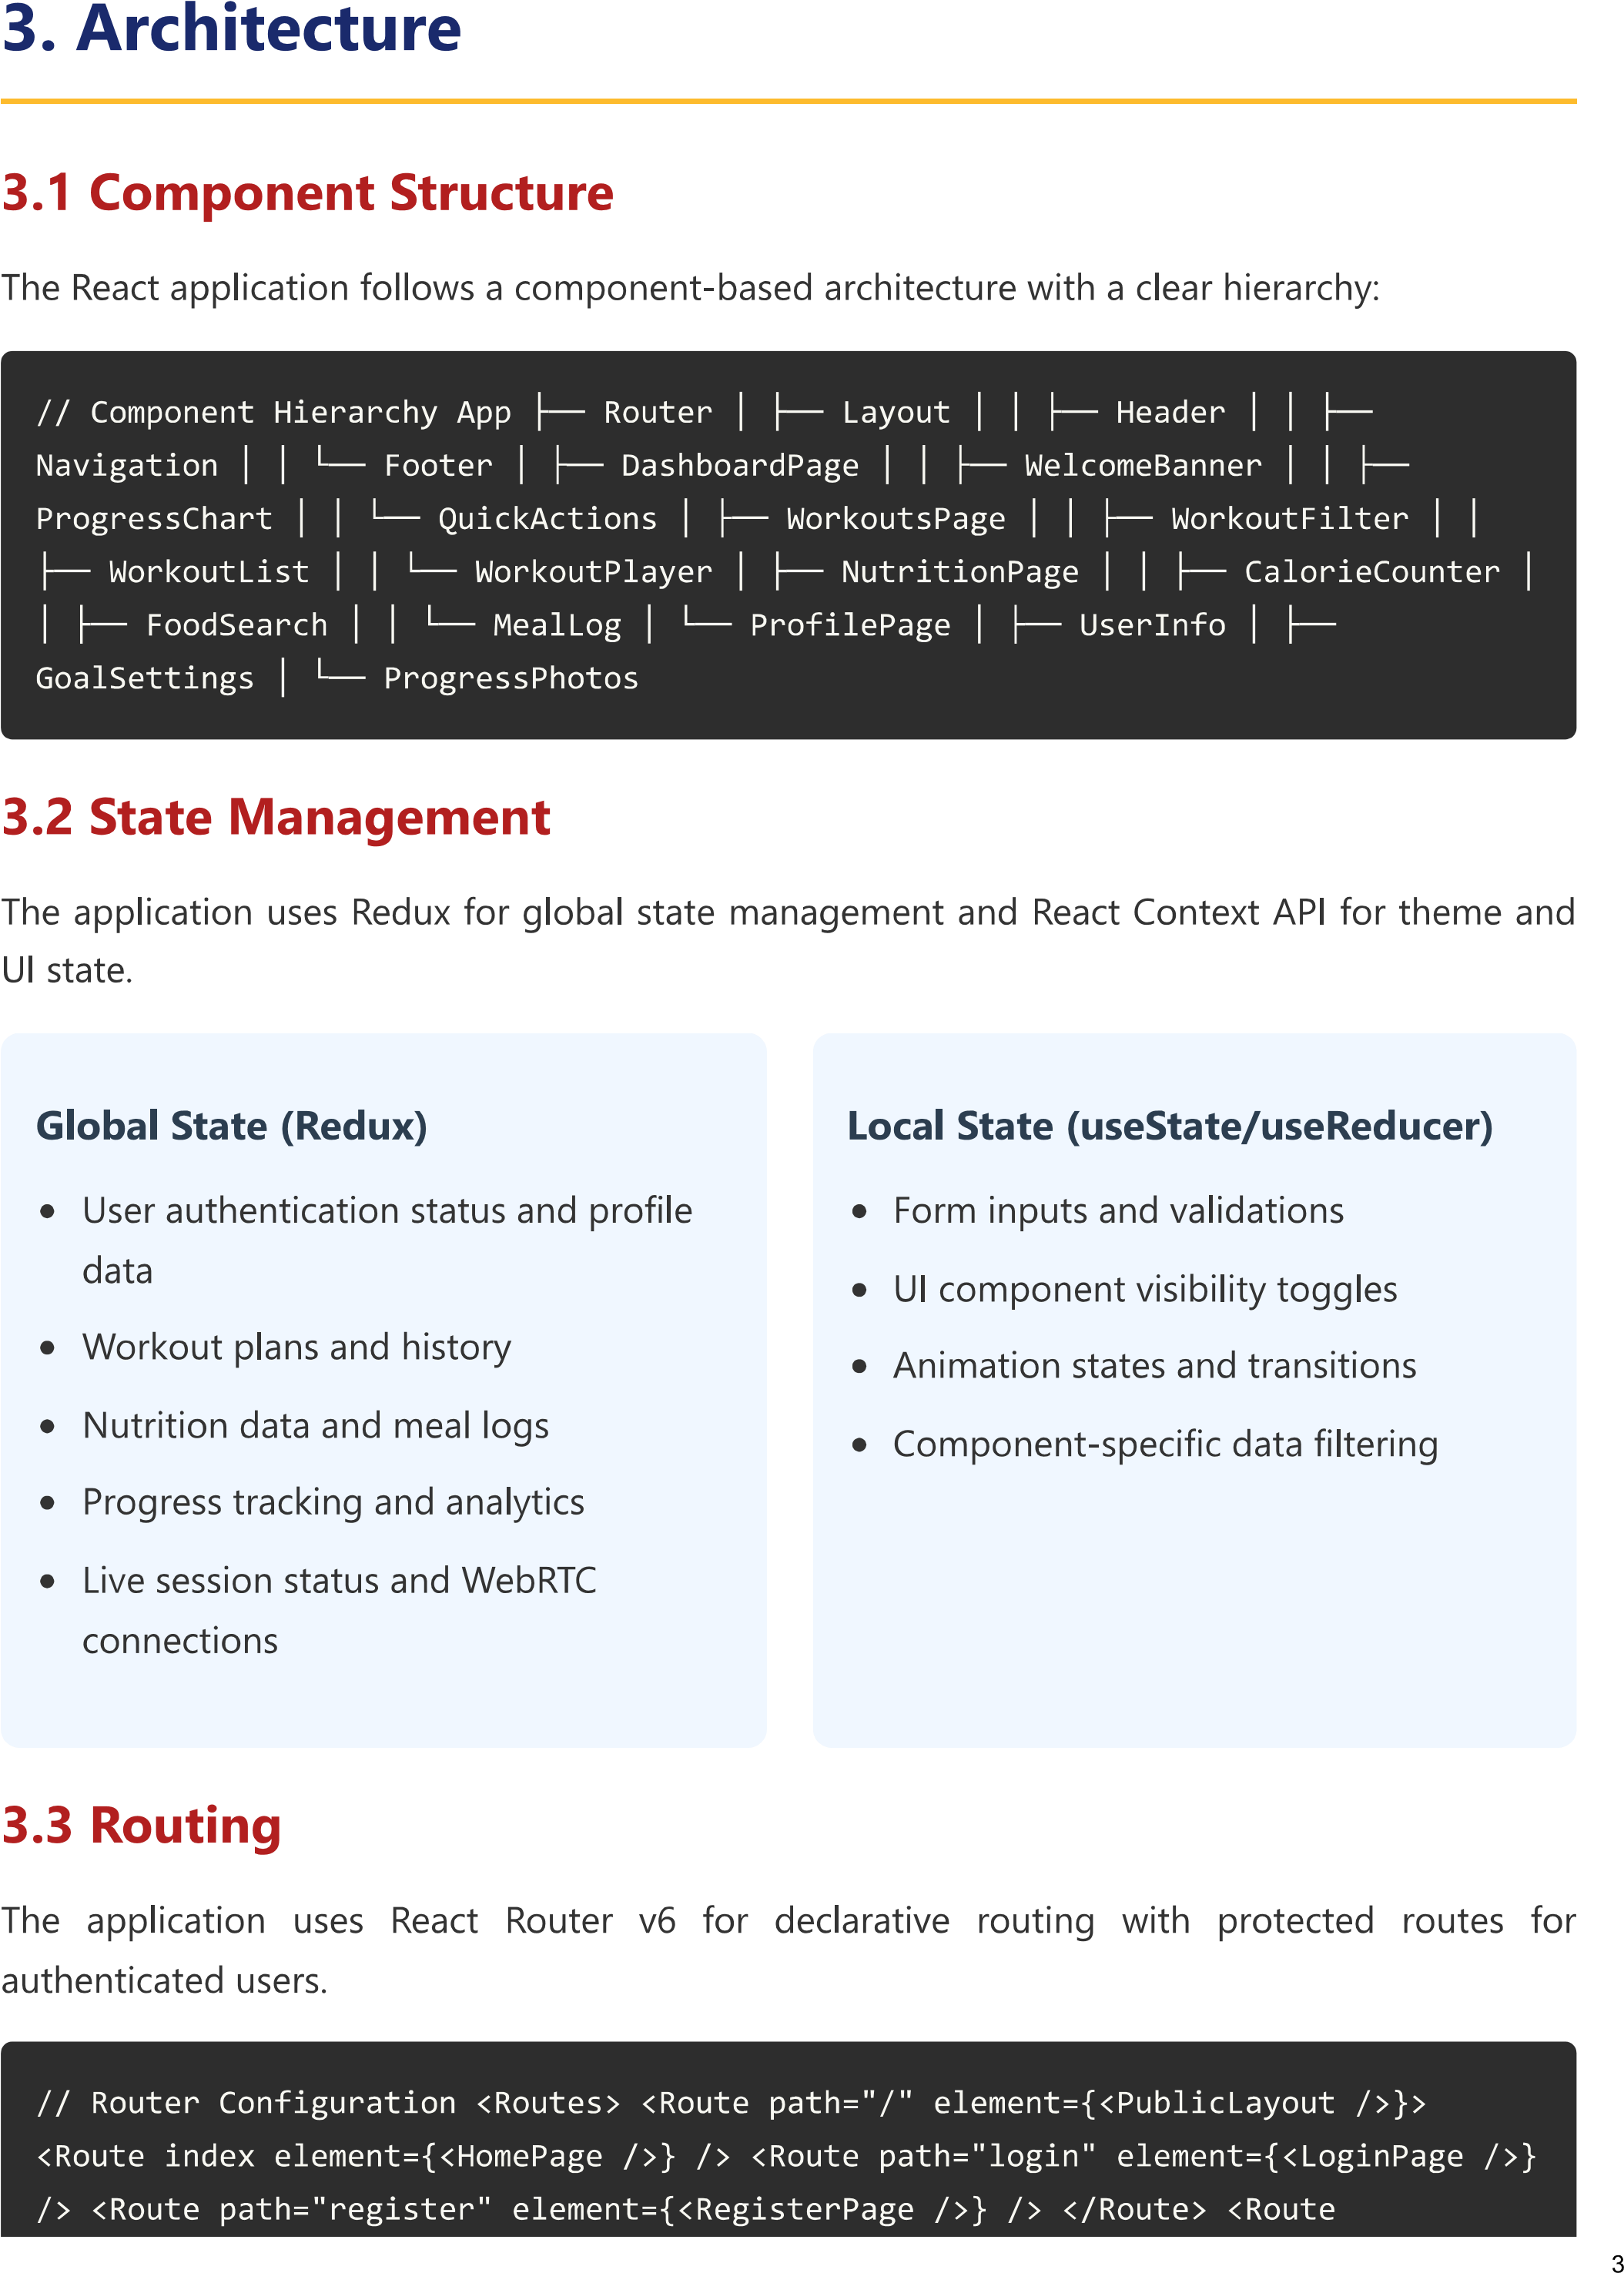 3. Architecture
3.1 Component Structure
The React application follows a component-based architecture with a clear hierarchy:
// Component Hierarchy App ├── Router │ ├── Layout │ │ ├── Header │ │ ├──
Navigation │ │ └── Footer │ ├── DashboardPage │ │ ├── WelcomeBanner │ │ ├──
ProgressChart │ │ └── QuickActions │ ├── WorkoutsPage │ │ ├── WorkoutFilter │ │
├── WorkoutList │ │ └── WorkoutPlayer │ ├── NutritionPage │ │ ├── CalorieCounter │
│ ├── FoodSearch │ │ └── MealLog │ └── ProfilePage │ ├── UserInfo │ ├──
GoalSettings │ └── ProgressPhotos
3.2 State Management
The application uses Redux for global state management and React Context API for theme and
UI state.
Global State (Redux)
• User authentication status and profile
data
• Workout plans and history
• Nutrition data and meal logs
• Progress tracking and analytics
• Live session status and WebRTC
connections
Local State (useState/useReducer)
• Form inputs and validations
• UI component visibility toggles
• Animation states and transitions
• Component-specific data filtering
3.3 Routing
The application uses React Router v6 for declarative routing with protected routes for
authenticated users.
// Router Configuration <Routes> <Route path="/" element={<PublicLayout />}>
<Route index element={<HomePage />} /> <Route path="login" element={<LoginPage />}
/> <Route path="register" element={<RegisterPage />} /> </Route> <Route
3